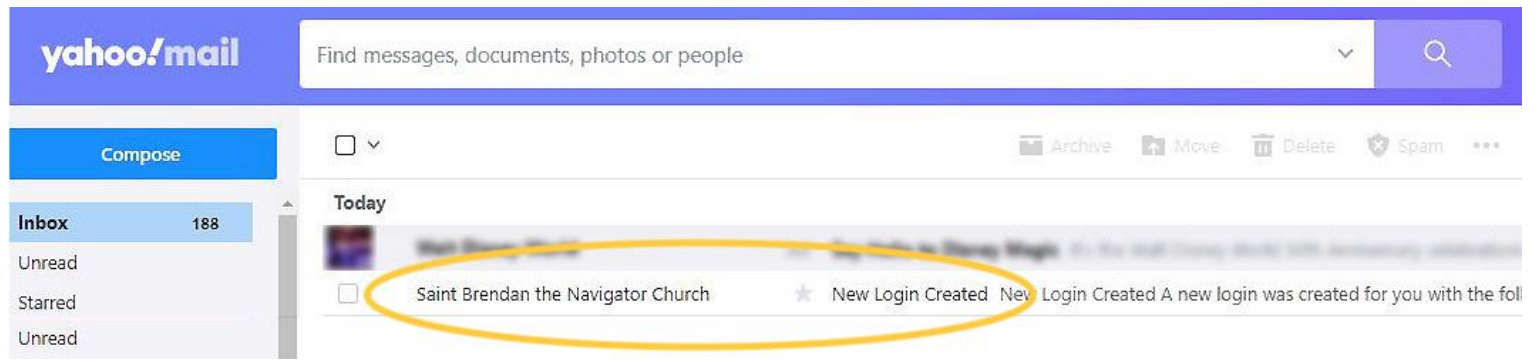 yahoo!mail
Find messages, documents, photos or people
Compose
Archive Move Delete Spam
Inbox 188
Unread
Starred
Unread
Today
Saint Brendan the Navigator Church New Login Created New Login Created A new login was created for you with the fol